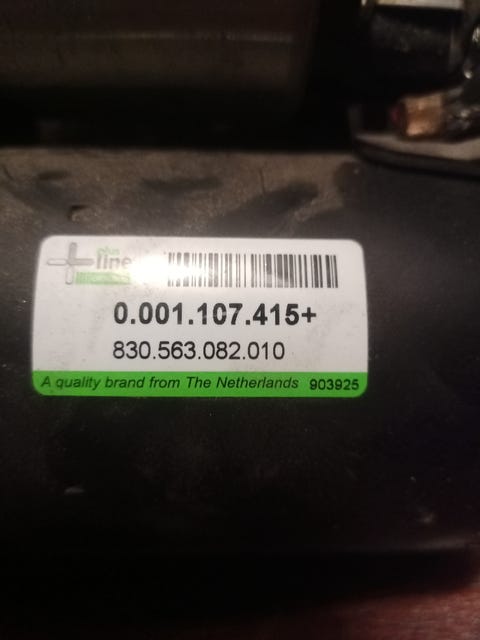 plus
line
0.001.107.415+
830.563.082.010
A quality brand from The Netherlands 903925